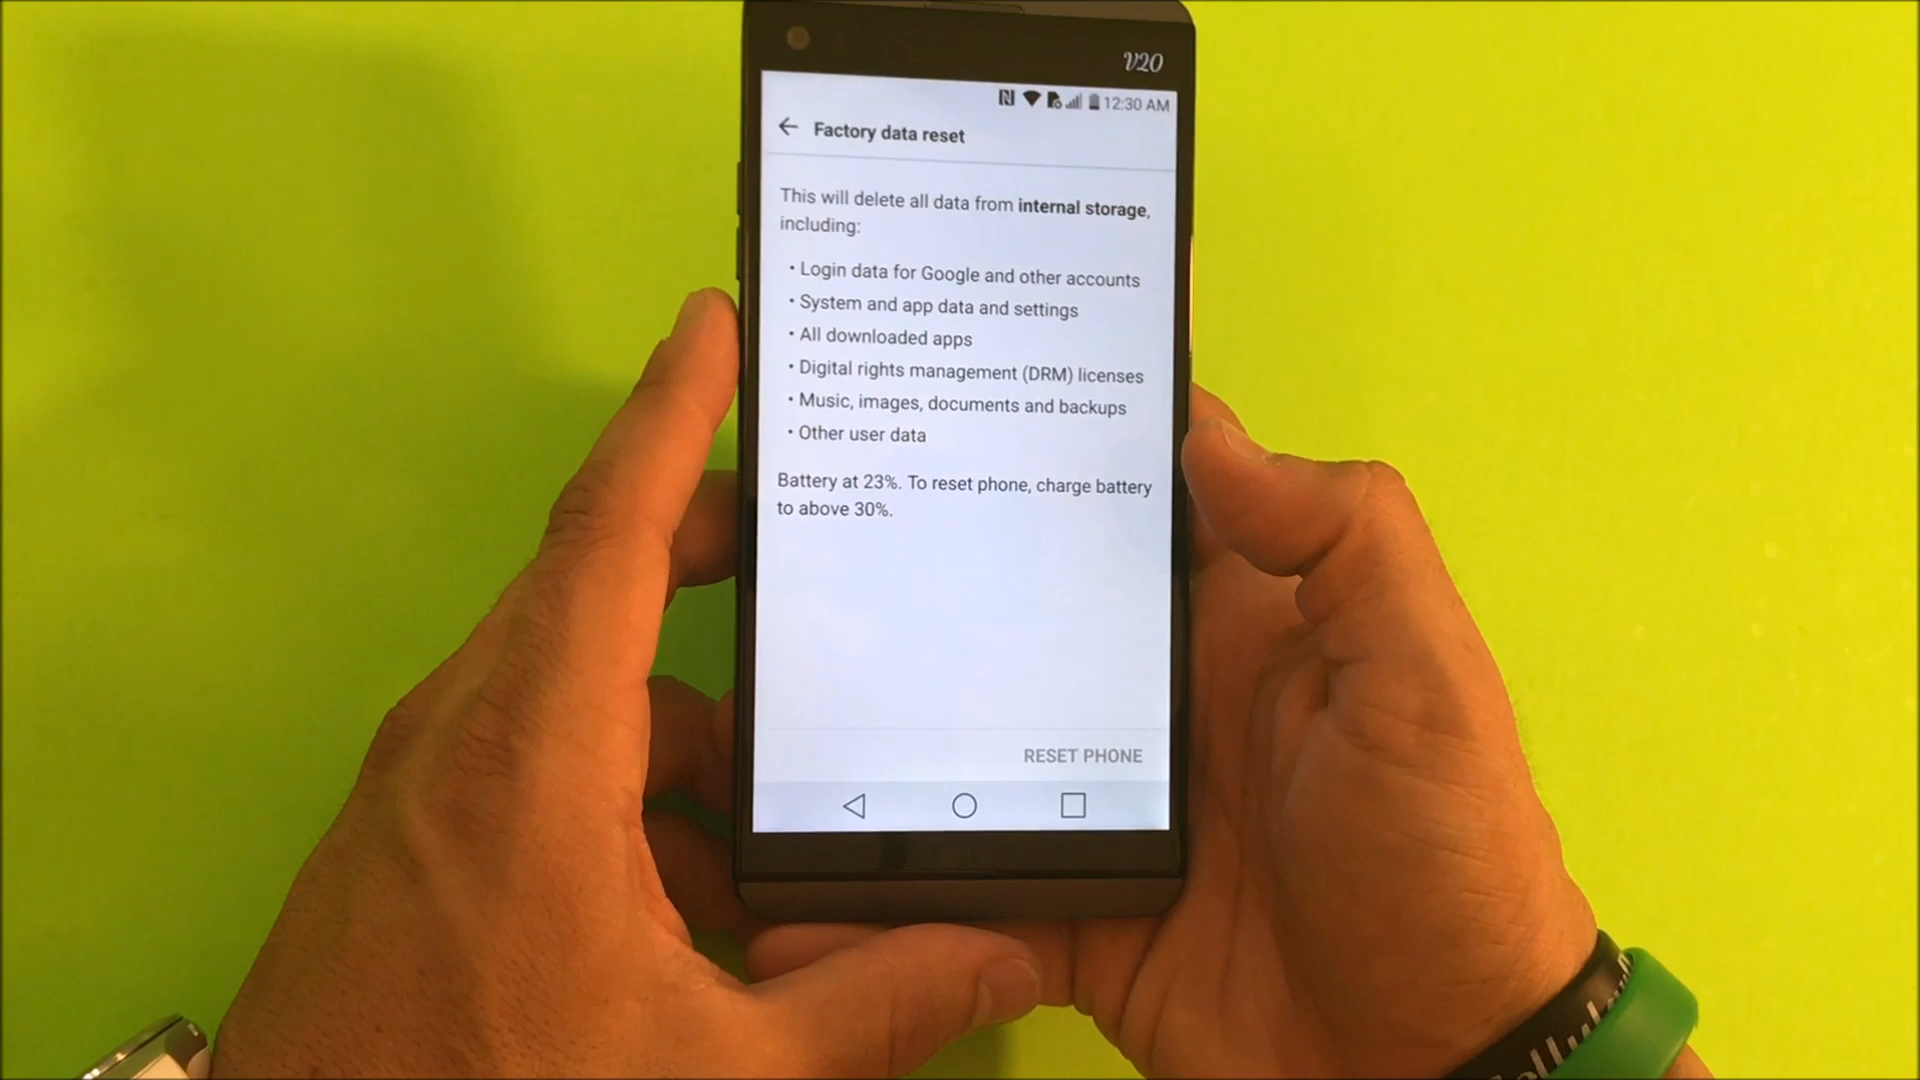 V20
12:30 AM
Factory data reset
This will delete all data from internal storage,
including:
• Login data for Google and other accounts
• System and app data and settings
• All downloaded apps
• Digital rights management (DRM) licenses
• Music, images, documents and backups
• Other user data
Battery at 23%. To reset phone, charge battery
to above 30%.
RESET PHONE